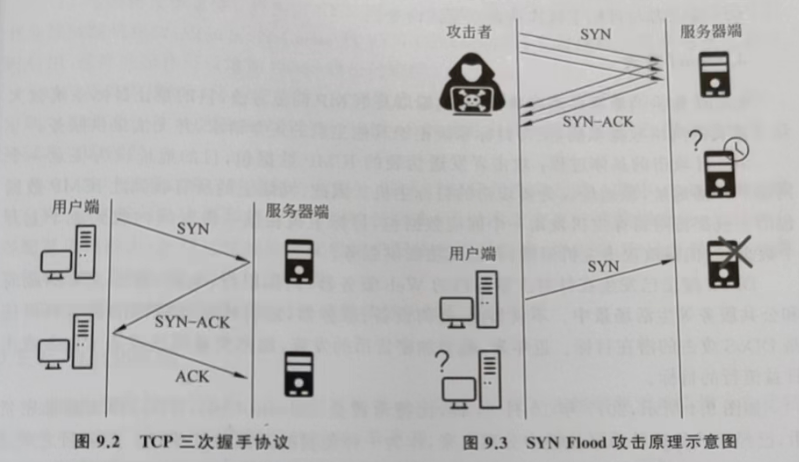 用户端
服务器端
SYN
SYN-ACK
ACK
图 9.2 TCP 三次握手协议
攻击者
服务器端
SYN
SYN-ACK
?
用户端
SYN
?
图 9.3 SYN Flood 攻击原理示意图